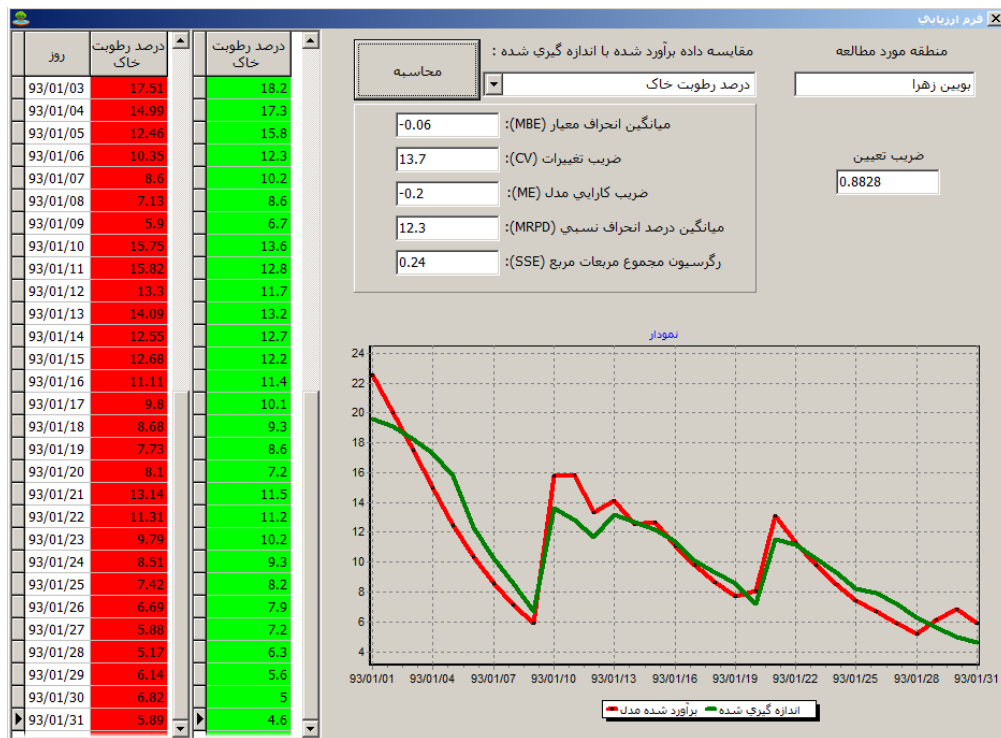 فرم ارزيابي
روز
درصد رطوبت خاک
درصد رطوبت خاک
93/01/03 17.51 18.2
93/01/04 14.99 17.3
93/01/05 12.46 15.8
93/01/06 10.35 12.3
93/01/07 8.6 10.2
93/01/08 7.13 8.6
93/01/09 5.9 6.7
93/01/10 15.75 13.6
93/01/11 15.82 12.8
93/01/12 13.3 11.7
93/01/13 14.09 13.2
93/01/14 12.55 12.7
93/01/15 12.68 12.2
93/01/16 11.11 11.4
93/01/17 9.8 10.1
93/01/18 8.68 9.3
93/01/19 7.73 8.6
93/01/20 8.1 7.2
93/01/21 13.14 11.5
93/01/22 11.31 11.2
93/01/23 9.79 10.2
93/01/24 8.51 9.3
93/01/25 7.42 8.2
93/01/26 6.69 7.9
93/01/27 5.88 7.2
93/01/28 5.17 6.3
93/01/29 6.14 5.6
93/01/30 6.82 5
93/01/31 5.89 4.6
منطقه مورد مطالعه
بويين زهرا
مقايسه داده برآورد شده با اندازه گيري شده :
درصد رطوبت خاک
محاسبه
ميانگين انحراف معيار (MBE):
-0.06
ضريب تغييرات (CV):
13.7
ضريب كارايي مدل (ME):
-0.2
ميانگين درصد انحراف نسبي (MRPD):
12.3
رگرسيون مجموع مربعات مربع (SSE):
0.24
ضريب تعيين
0.8828
نمودار
24
22
20
18
16
14
12
10
8
6
4
93/01/01 93/01/04 93/01/07 93/01/10 93/01/13 93/01/16 93/01/19 93/01/22 93/01/25 93/01/28 93/01/31
اندازه گيري شده برآورد شده مدل